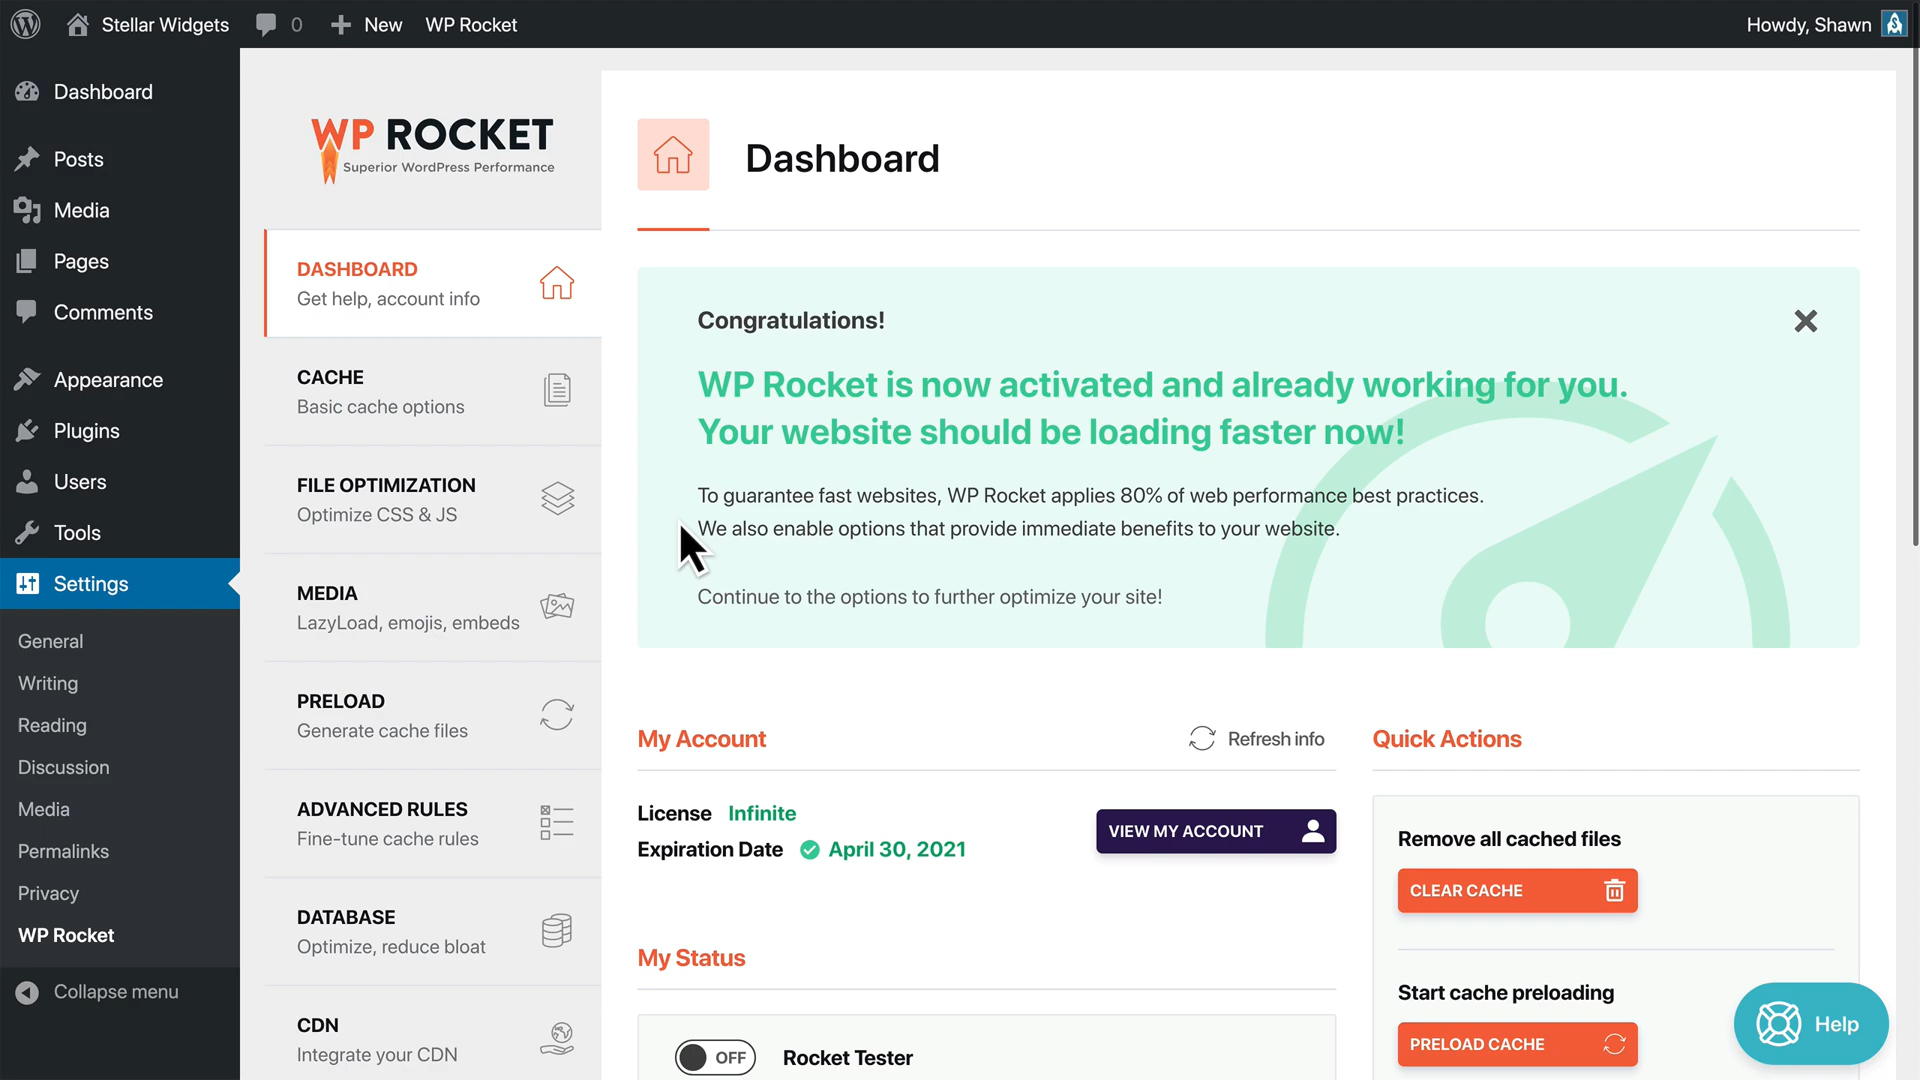 Stellar Widgets
0
New
WP Rocket
Howdy, Shawn
Dashboard
Posts
Media
Pages
Comments
Appearance
Plugins
Users
Tools
Settings
General
Writing
Reading
Discussion
Media
Permalinks
Privacy
WP Rocket
Collapse menu
WP ROCKET
Superior WordPress Performance
DASHBOARD
Get help, account info
CACHE
Basic cache options
FILE OPTIMIZATION
Optimize CSS & JS
MEDIA
LazyLoad, emojis, embeds
PRELOAD
Generate cache files
ADVANCED RULES
Fine-tune cache rules
DATABASE
Optimize, reduce bloat
CDN
Integrate your CDN
Dashboard
Congratulations!
WP Rocket is now activated and already working for you.
Your website should be loading faster now!
To guarantee fast websites, WP Rocket applies 80% of web performance best practices.
We also enable options that provide immediate benefits to your website.
Continue to the options to further optimize your site!
My Account
Refresh info
License Infinite
Expiration Date April 30, 2021
VIEW MY ACCOUNT
My Status
OFF
Rocket Tester
Quick Actions
Remove all cached files
CLEAR CACHE
Start cache preloading
PRELOAD CACHE
Help